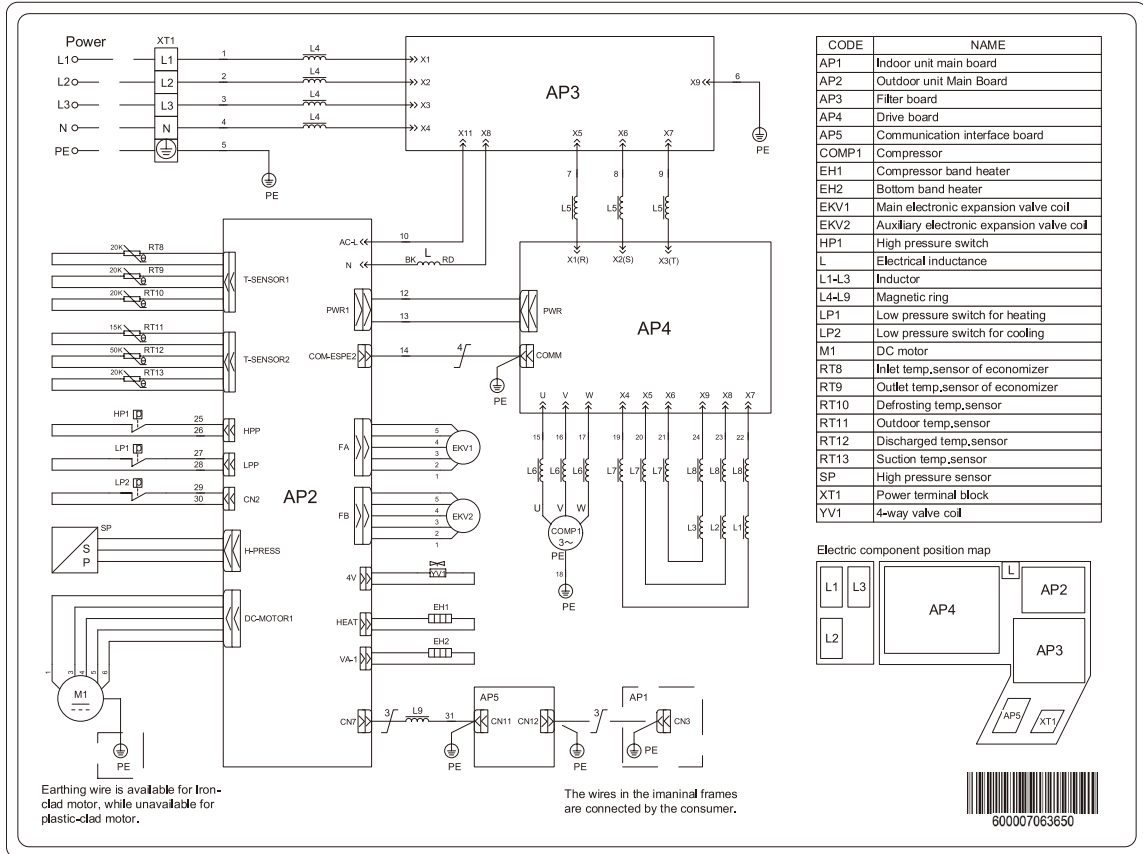 Power XT1
L1 L1 1 L4 X1
L2 L2 2 L4 X2
L3 L3 3 L4 X3
N N 4 L4 X4
PE 5
PE
AP3
X9 6
PE
X11 X8 X5 X6 X7
7 8 9
L5 L5 L5
X1(R) X2(S) X3(T)
AC-L 10
N BK L RD
20K RT8
20K RT9
20K RT10
T-SENSOR1
15K RT11
50K RT12
20K RT13
T-SENSOR2
PWR1 12 PWR
13
COM-ESPE2 14 4 COMM
PE
AP4
U V W X4 X5 X6 X9 X8 X7
15 16 17 19 20 21 24 23 22
L6 L6 L6 L7 L7 L7 L8 L8 L8
U V W
L3 L2 L1
COMP1
3~
PE
18
PE
HP1 P 25
26 HPP
LP1 P 27
28 LPP
LP2 P 29
30 CN2
AP2
SP
S
P
H-PRESS
DC-MOTOR1
1 3 4 5 6
M1
PE
FA 5
4
3
2
1
EKV1
FB 5
4
3
2
1
EKV2
4V YV1
HEAT EH1
VA-1 EH2
CN7 3 L9 31
AP5
CN11 CN12
PE
3
PE
AP1
CN3
PE
Earthing wire is available for Iron-
clad motor, while unavailable for
plastic-clad motor.
The wires in the imaninal frames
are connected by the consumer.
CODE NAME
AP1 Indoor unit main board
AP2 Outdoor unit Main Board
AP3 Filter board
AP4 Drive board
AP5 Communication interface board
COMP1 Compressor
EH1 Compressor band heater
EH2 Bottom band heater
EKV1 Main electronic expansion valve coil
EKV2 Auxiliary electronic expansion valve coil
HP1 High pressure switch
L Electrical inductance
L1-L3 Inductor
L4-L9 Magnetic ring
LP1 Low pressure switch for heating
LP2 Low pressure switch for cooling
M1 DC motor
RT8 Inlet temp.sensor of economizer
RT9 Outlet temp.sensor of economizer
RT10 Defrosting temp.sensor
RT11 Outdoor temp.sensor
RT12 Discharged temp.sensor
RT13 Suction temp.sensor
SP High pressure sensor
XT1 Power terminal block
YV1 4-way valve coil
Electric component position map
L1 L3
L2
AP4
L
AP2
AP3
AP5 XT1
600007063650